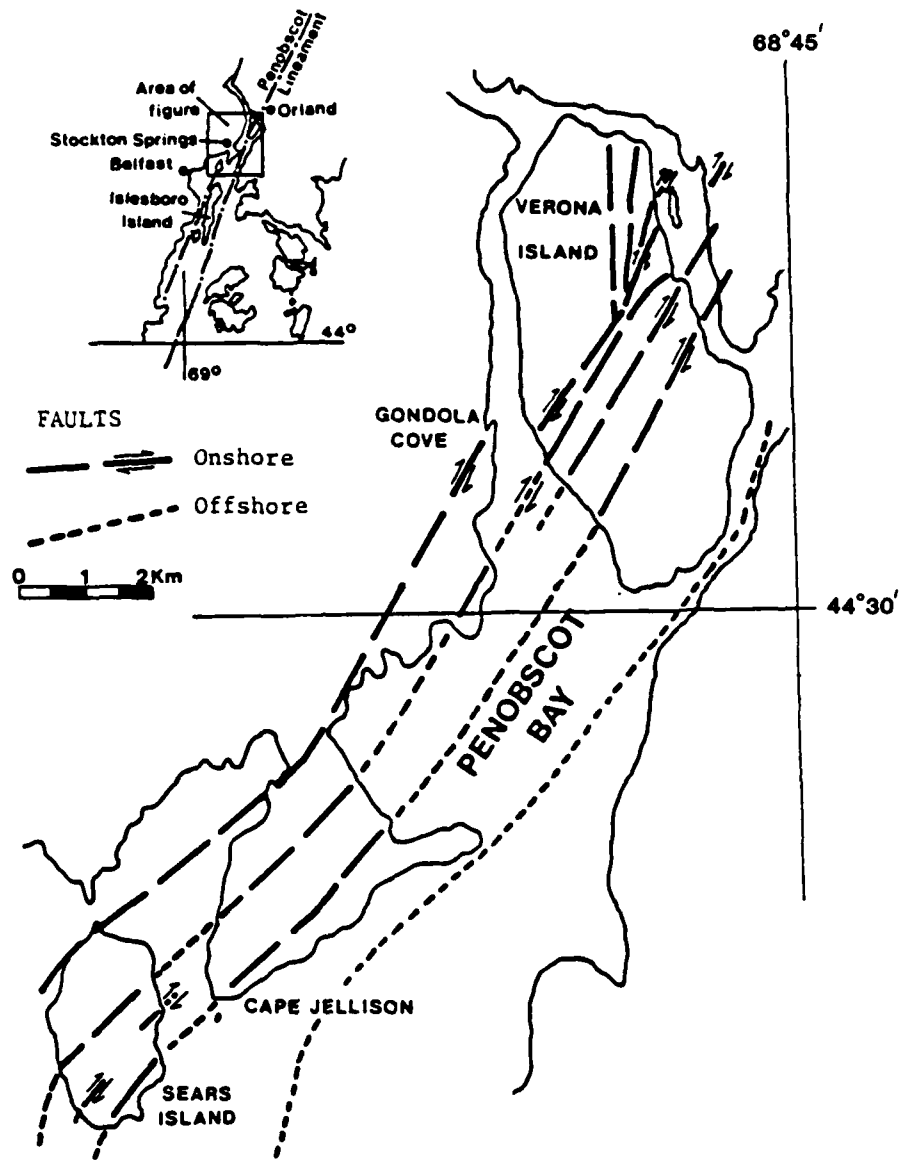 Penobscot
Lineament
Area of
figure
Orland
Stockton Springs
Belfast
Islesboro
Island
44°
69°
68°45′
VERONA
ISLAND
GONDOLA
COVE
FAULTS
Onshore
Offshore
0 1 2Km
44°30′
PENOBSCOT
BAY
CAPE JELLISON
SEARS
ISLAND